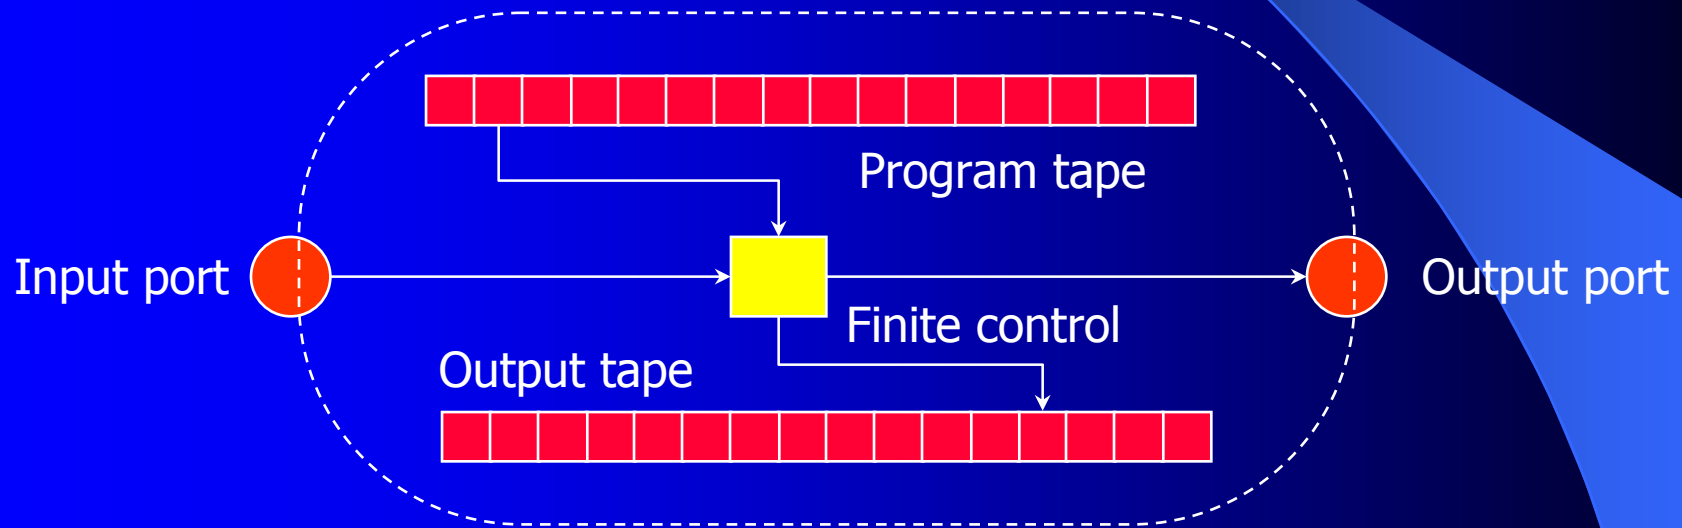 Program tape
Input port
Output port
Finite control
Output tape